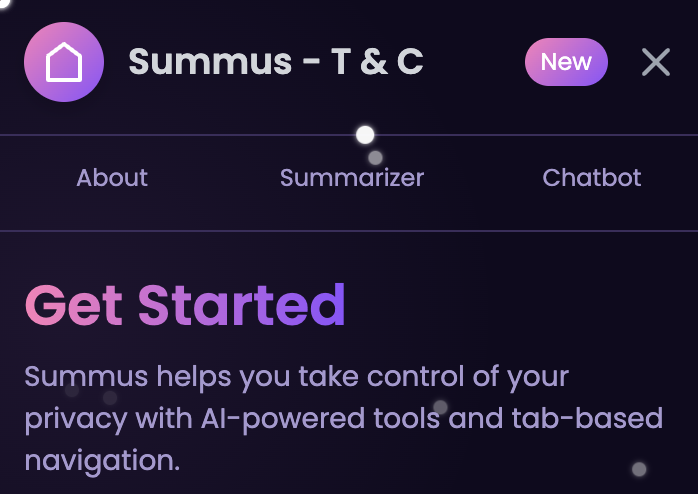 Summus - T & C
New
About
Summarizer
Chatbot
Get Started
Summus helps you take control of your
privacy with AI-powered tools and tab-based
navigation.